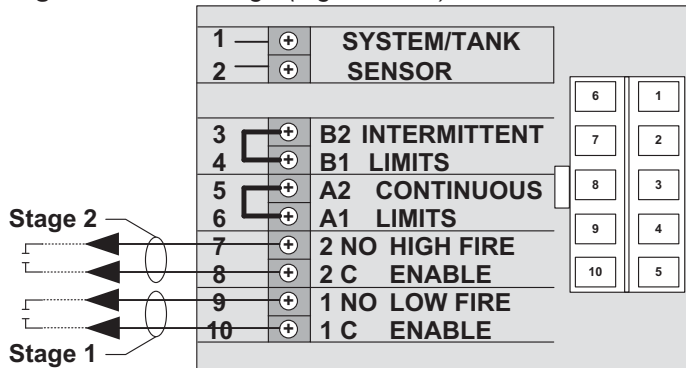 1 SYSTEM/TANK
2 SENSOR
3 B2 INTERMITTENT
4 B1 LIMITS
5 A2 CONTINUOUS
6 A1 LIMITS
7 2 NO HIGH FIRE
8 2 C ENABLE
9 1 NO LOW FIRE
10 1 C ENABLE
Stage 2
Stage 1
6 1
7 2
8 3
9 4
10 5